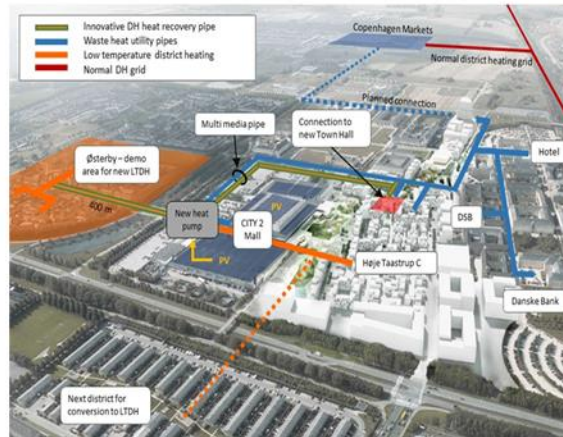 Innovative DH heat recovery pipe
Waste heat utility pipes
Low temperature district heating
Normal DH grid
Copenhagen Markets
Normal district heating grid
Planned connection
Multi media pipe
Connection to
new Town Hall
Østerby – demo
area for new LTDH
Hotel
400 m
New heat
pump
PV
CITY 2
Mall
DSB
PV
Høje Taastrup C
Danske Bank
Next district for
conversion to LTDH